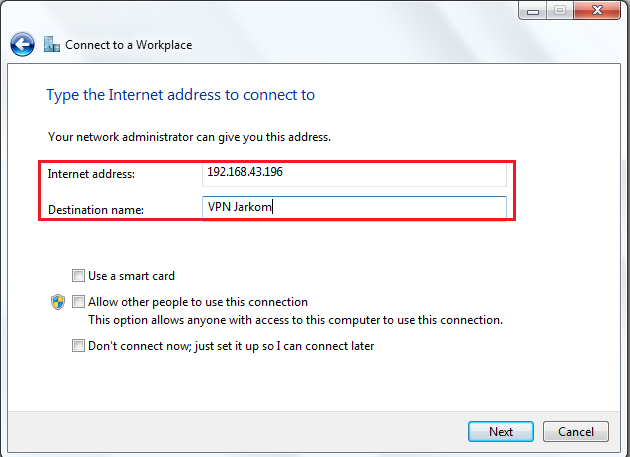 Connect to a Workplace
Type the Internet address to connect to
Your network administrator can give you this address.
Internet address: 192.168.43.196
Destination name: VPN Jarkom
Use a smart card
Allow other people to use this connection
This option allows anyone with access to this computer to use this connection.
Don't connect now; just set it up so I can connect later
Next Cancel